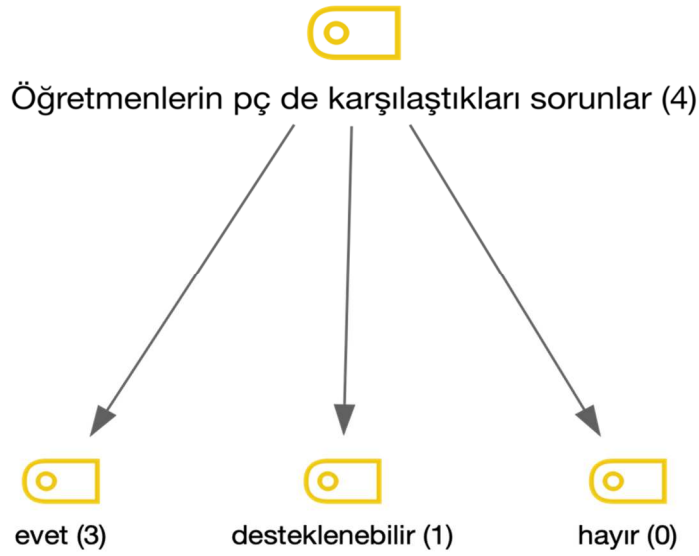 Öğretmenlerin pç de karşılaştıkları sorunlar (4)
evet (3)
desteklenebilir (1)
hayır (0)